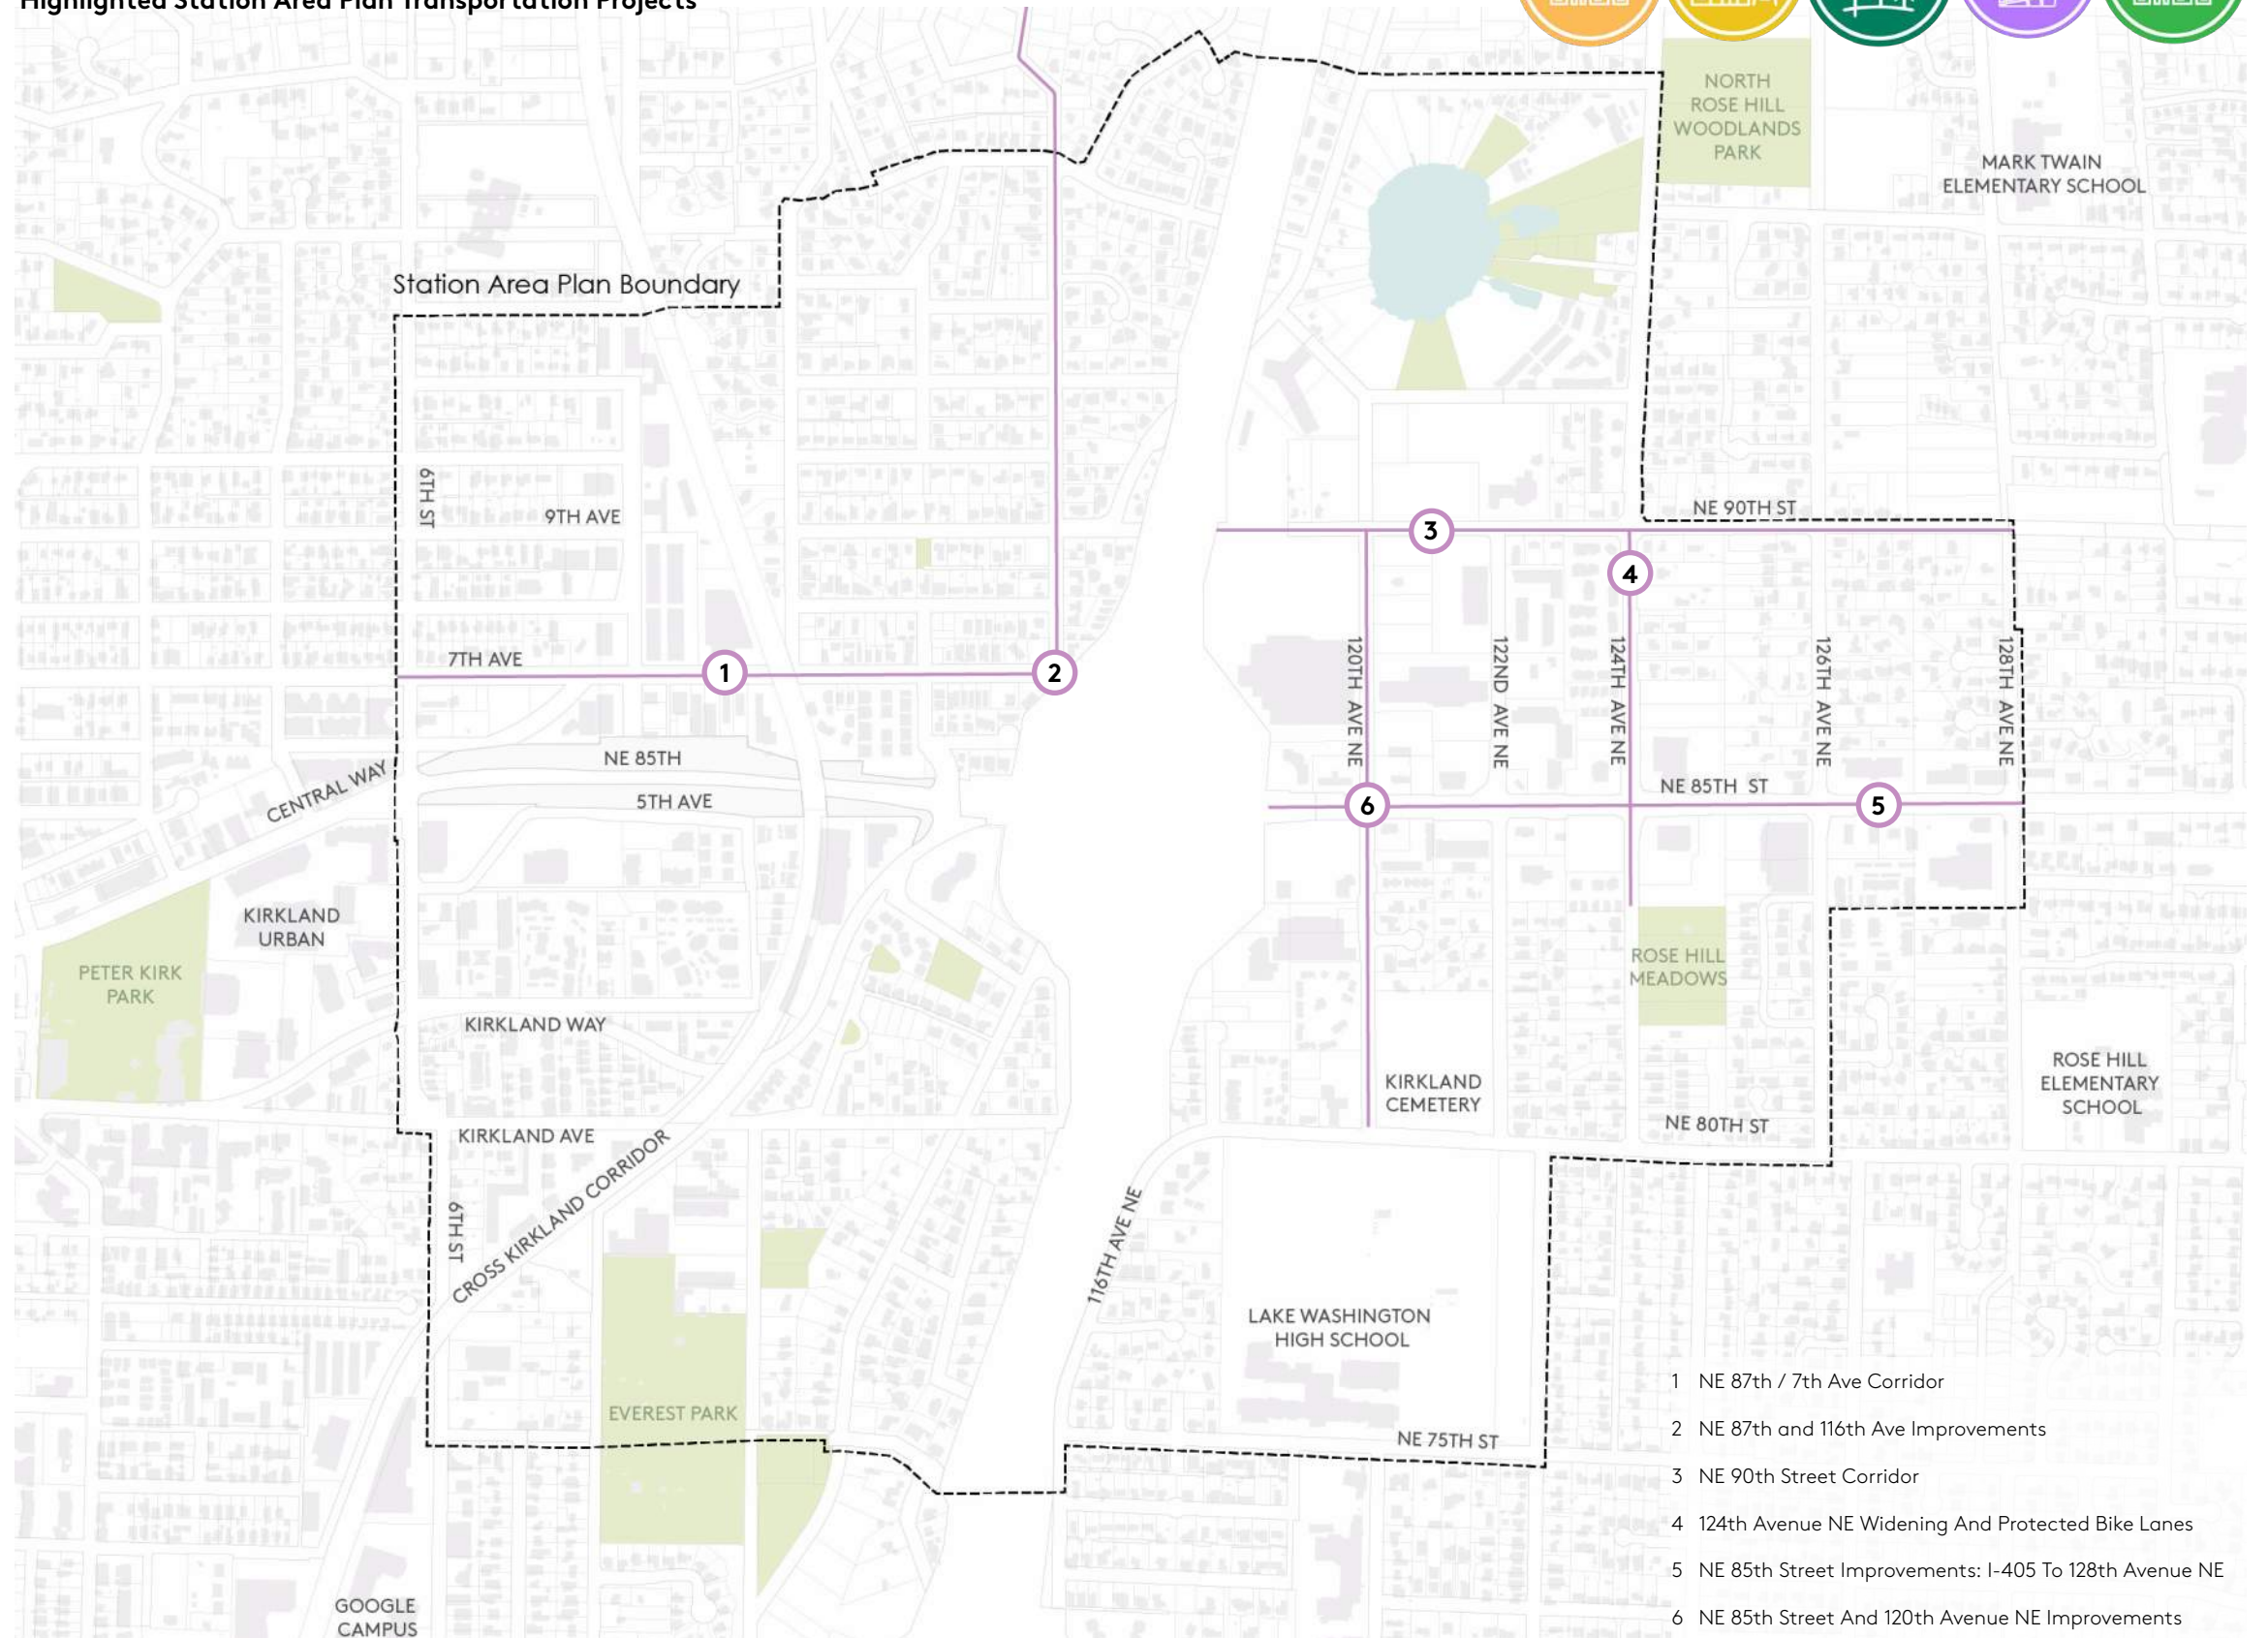 Highlighted Station Area Plan Transportation Projects
NORTH
ROSE HILL
WOODLANDS
PARK
MARK TWAIN
ELEMENTARY SCHOOL
Station Area Plan Boundary
6TH ST
9TH AVE
NE 90TH ST
3
4
7TH AVE
1
2
120TH AVE NE
122ND AVE NE
124TH AVE NE
126TH AVE NE
128TH AVE NE
NE 85TH
5TH AVE
CENTRAL WAY
NE 85TH ST
6
5
KIRKLAND
URBAN
PETER KIRK
PARK
ROSE HILL
MEADOWS
KIRKLAND WAY
KIRKLAND
CEMETERY
ROSE HILL
ELEMENTARY
SCHOOL
KIRKLAND AVE
NE 80TH ST
CROSS KIRKLAND CORRIDOR
6TH ST
116TH AVE NE
LAKE WASHINGTON
HIGH SCHOOL
EVEREST PARK
NE 75TH ST
GOOGLE
CAMPUS
1 NE 87th / 7th Ave Corridor
2 NE 87th and 116th Ave Improvements
3 NE 90th Street Corridor
4 124th Avenue NE Widening And Protected Bike Lanes
5 NE 85th Street Improvements: I-405 To 128th Avenue NE
6 NE 85th Street And 120th Avenue NE Improvements